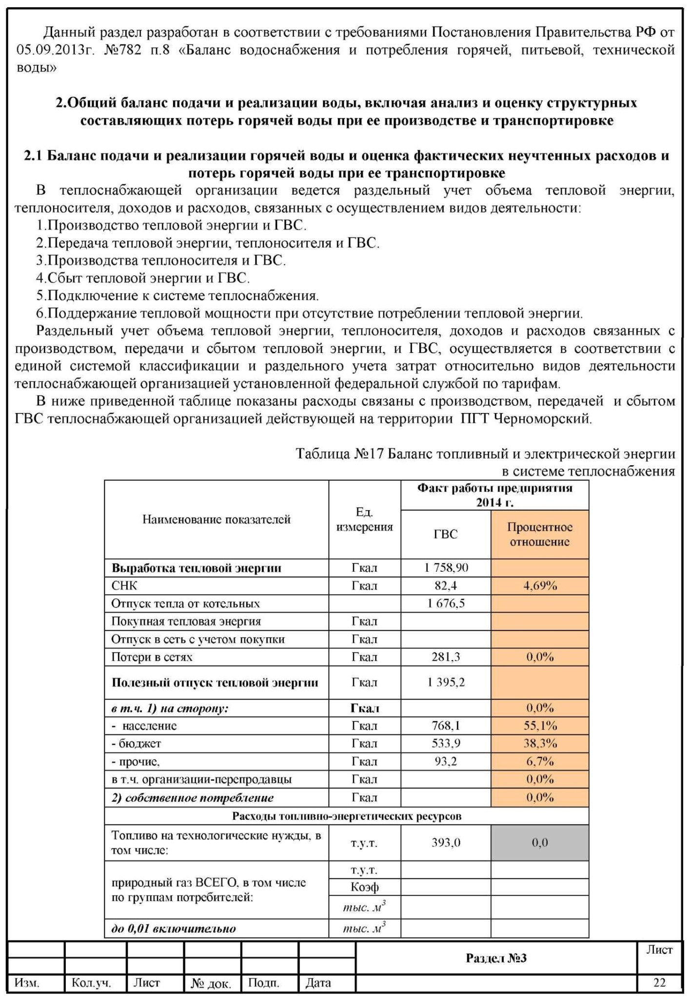 Данный раздел разработан в соответствии с требованиями Постановления Правительства РФ от
05.09.2013г. №782 п.8 «Баланс водоснабжения и потребления горячей, питьевой, технической
воды»
2.Общий баланс подачи и реализации воды, включая анализ и оценку структурных
составляющих потерь горячей воды при ее производстве и транспортировке
2.1 Баланс подачи и реализации горячей воды и оценка фактических неучтенных расходов и
потерь горячей воды при ее транспортировке
В теплоснабжающей организации ведется раздельный учет объема тепловой энергии,
теплоносителя, доходов и расходов, связанных с осуществлением видов деятельности:
1.Производство тепловой энергии и ГВС.
2.Передача тепловой энергии, теплоносителя и ГВС.
3.Производства теплоносителя и ГВС.
4.Сбыт тепловой энергии и ГВС.
5.Подключение к системе теплоснабжения.
6.Поддержание тепловой мощности при отсутствие потреблении тепловой энергии.
Раздельный учет объема тепловой энергии, теплоносителя, доходов и расходов связанных с
производством, передачи и сбытом тепловой энергии, и ГВС, осуществляется в соответствии с
единой системой классификации и раздельного учета затрат относительно видов деятельности
теплоснабжающей организацией установленной федеральной службой по тарифам.
В ниже приведенной таблице показаны расходы связаны с производством, передачей и сбытом
ГВС теплоснабжающей организацией действующей на территории ПГТ Черноморский.
Таблица №17 Баланс топливный и электрической энергии
в системе теплоснабжения
Наименование показателей
Ед.
измерения
Факт работы предприятия
2014 г.
ГВС
Процентное
отношение
Выработка тепловой энергии Гкал 1 758,90
СНК Гкал 82,4 4,69%
Отпуск тепла от котельных 1 676,5
Покупная тепловая энергия Гкал
Отпуск в сеть с учетом покупки Гкал
Потери в сетях Гкал 281,3 0,0%
Полезный отпуск тепловой энергии Гкал 1 395,2
в т.ч. 1) на сторону: Гкал 0,0%
- население Гкал 768,1 55,1%
- бюджет Гкал 533,9 38,3%
- прочие, Гкал 93,2 6,7%
в т.ч. организации-перепродавцы Гкал 0,0%
2) собственное потребление Гкал 0,0%
Расходы топливно-энергетических ресурсов
Топливо на технологические нужды, в
том числе:
т.у.т. 393,0 0,0
природный газ ВСЕГО, в том числе
по группам потребителей:
т.у.т.
Коэф
тыс. м³
до 0,01 включительно тыс. м³
Раздел №3
Лист
Изм. Кол.уч. Лист № док. Подп. Дата 22